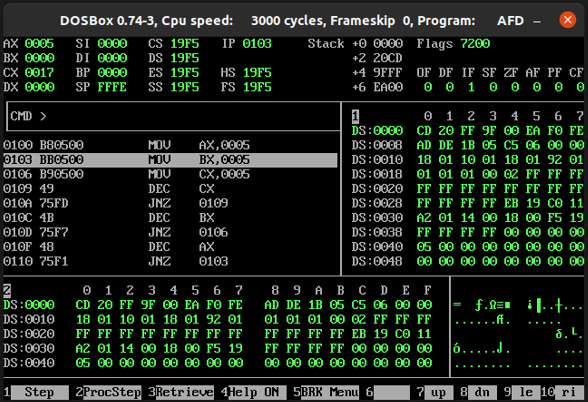 DOSBox 0.74-3, Cpu speed: 3000 cycles, Frameskip 0, Program: AFD
AX 0005 SI 0000 CS 19F5 IP 0103 Stack +0 0000 Flags 7200
BX 0000 DI 0000 DS 19F5 +2 20CD
CX 0017 BP 0000 ES 19F5 HS 19F5 +4 9FFF OF DF IF SF ZF AF PF CF
DX 0000 SP FFFE SS 19F5 FS 19F5 +6 EA00 0 0 1 0 0 0 0 0
CMD >
0100 B80500 MOV AX,0005
0103 BB0500 MOV BX,0005
0106 B90500 MOV CX,0005
0109 49 DEC CX
010A 75FD JNZ 0109
010C 4B DEC BX
010D 75F7 JNZ 0106
010F 48 DEC AX
0110 75F1 JNZ 0103
1 0 1 2 3 4 5 6 7
DS:0000 CD 20 FF 9F 00 EA F0 FE
DS:0008 AD DE 1B 05 C5 06 00 00
DS:0010 18 01 10 01 18 01 92 01
DS:0018 01 01 01 00 02 FF FF FF
DS:0020 FF FF FF FF FF FF FF FF
DS:0028 FF FF FF FF EB 19 C0 11
DS:0030 A2 01 14 00 18 00 F5 19
DS:0038 FF FF FF FF 00 00 00 00
DS:0040 05 00 00 00 00 00 00 00
DS:0048 00 00 00 00 00 00 00 00
2 0 1 2 3 4 5 6 7 8 9 A B C D E F
DS:0000 CD 20 FF 9F 00 EA F0 FE AD DE 1B 05 C5 06 00 00
DS:0010 18 01 10 01 18 01 92 01 01 01 01 00 02 FF FF FF
DS:0020 FF FF FF FF FF FF FF FF FF FF FF FF EB 19 C0 11
DS:0030 A2 01 14 00 18 00 F5 19 FF FF FF FF 00 00 00 00
DS:0040 05 00 00 00 00 00 00 00 00 00 00 00 00 00 00 00
1 Step 2 ProcStep 3 Retrieve 4 Help ON 5 BRK Menu 6 7 up 8 dn 9 le 10 ri